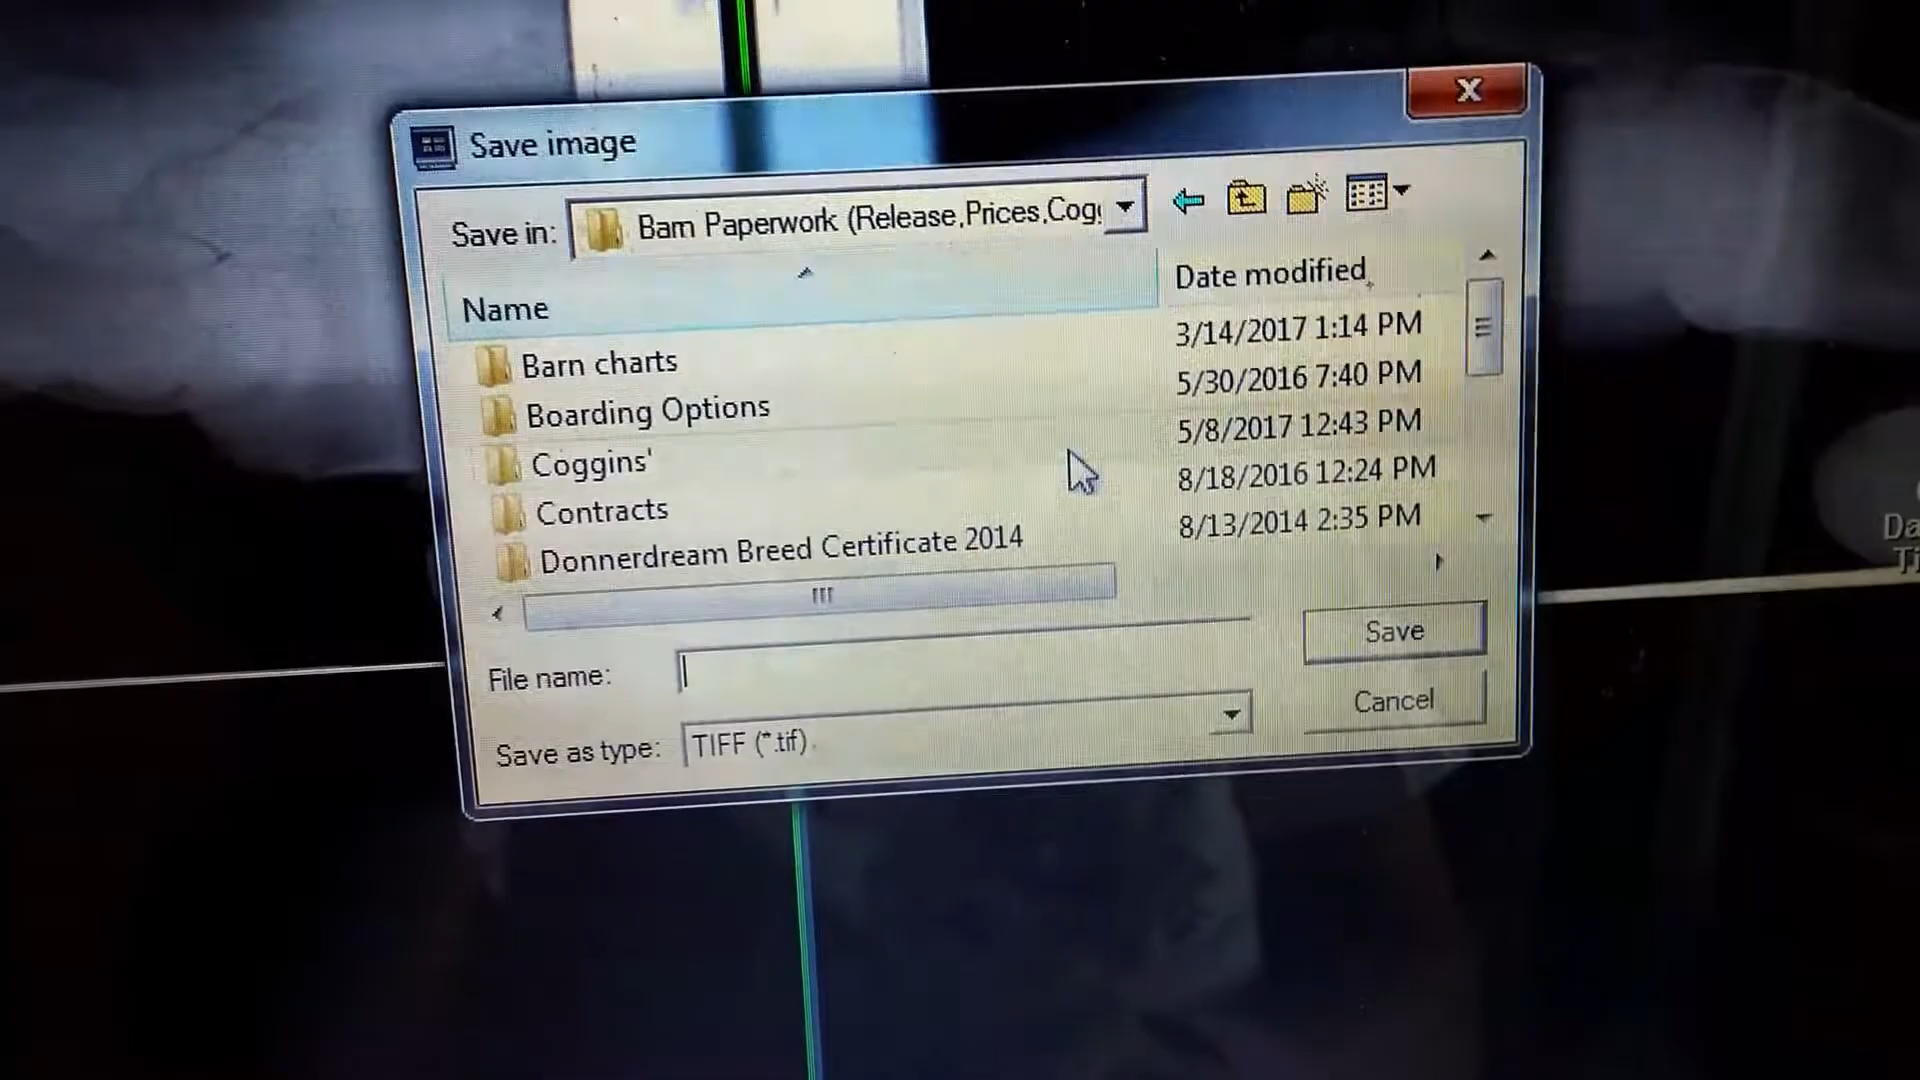 Save image
Save in: Barn Paperwork (Release,Prices,Cog
Name Date modified
Barn charts 3/14/2017 1:14 PM
Boarding Options 5/30/2016 7:40 PM
Coggins' 5/8/2017 12:43 PM
Contracts 8/18/2016 12:24 PM
Donnerdream Breed Certificate 2014 8/13/2014 2:35 PM
File name: Save
Save as type: TIFF (*.tif) Cancel